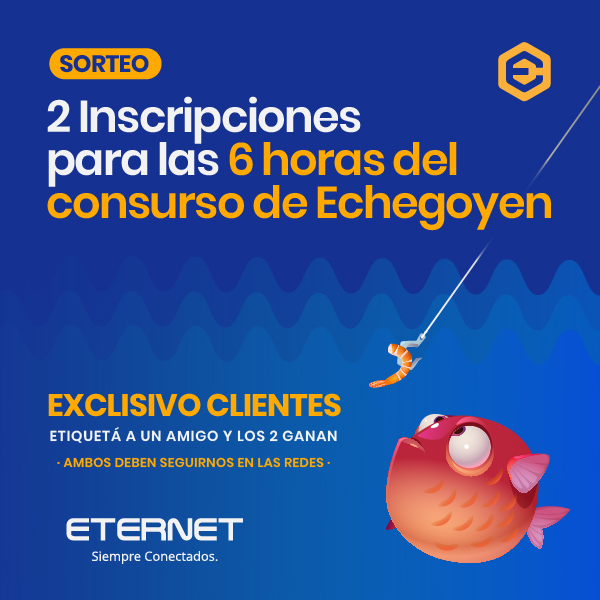 SORTEO
2 Inscripciones
para las 6 horas del
consurso de Echegoyen
EXCLISIVO CLIENTES
ETIQUETÁ A UN AMIGO Y LOS 2 GANAN
· AMBOS DEBEN SEGUIRNOS EN LAS REDES ·
ETERNET
Siempre Conectados.